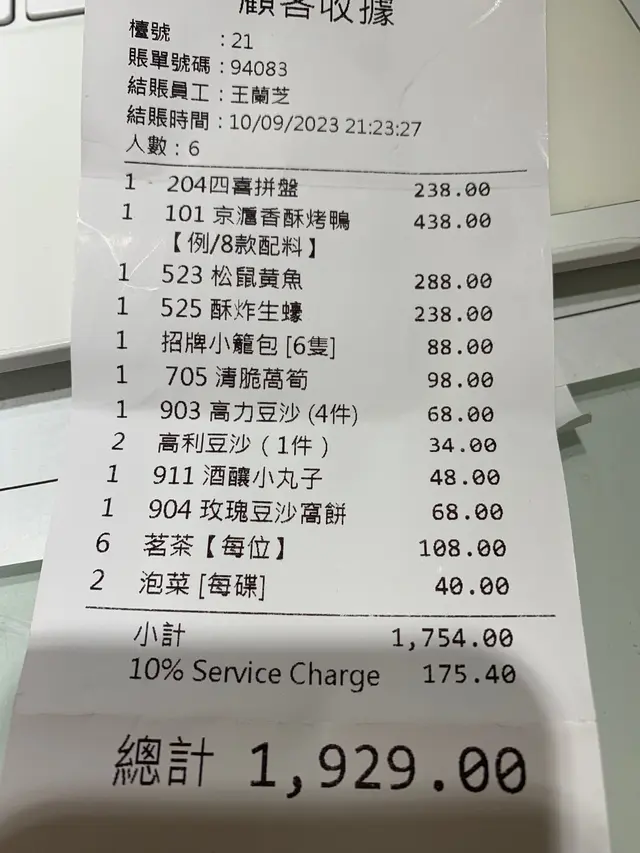 顧客收據
檯號 : 21
賬單號碼 : 94083
結賬員工 : 王蘭芝
結賬時間 : 10/09/2023 21:23:27
人數 : 6
1 204四喜拼盤 238.00
1 101 京滬香酥烤鴨 438.00
【例/8款配料】
1 523 松鼠黃魚 288.00
1 525 酥炸生蠔 238.00
1 招牌小籠包 [6隻] 88.00
1 705 清脆萵筍 98.00
1 903 高力豆沙 (4件) 68.00
2 高利豆沙 ( 1件 ) 34.00
1 911 酒釀小丸子 48.00
1 904 玫瑰豆沙窩餅 68.00
6 茗茶【每位】 108.00
2 泡菜 [每碟] 40.00
小計 1,754.00
10% Service Charge 175.40
總計 1,929.00